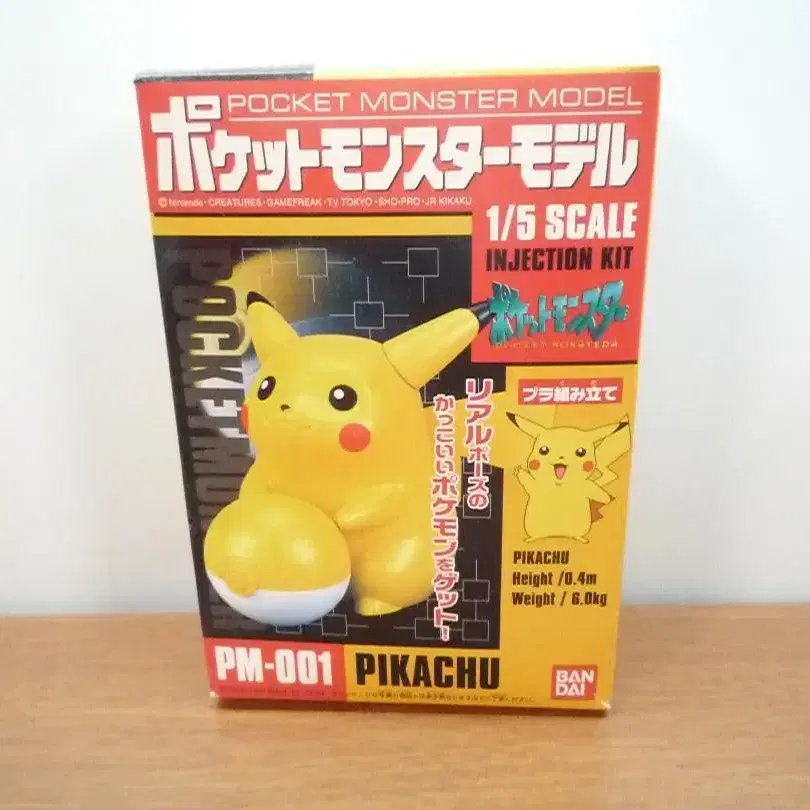 POCKET MONSTER MODEL
ポケットモンスターモデル
© Nintendo・CREATURES・GAMEFREAK・TV TOKYO・SHO-PRO・JR KIKAKU
1/5 SCALE
INJECTION KIT
ポケットモンスター
POCKET MONSTERS
POCKET MONSTER
リアルポーズの
かっこいいポケモンをゲット!
プラ組み立て
PIKACHU
Height /0.4m
Weight / 6.0kg
PM-001
PIKACHU
BAN
DAI